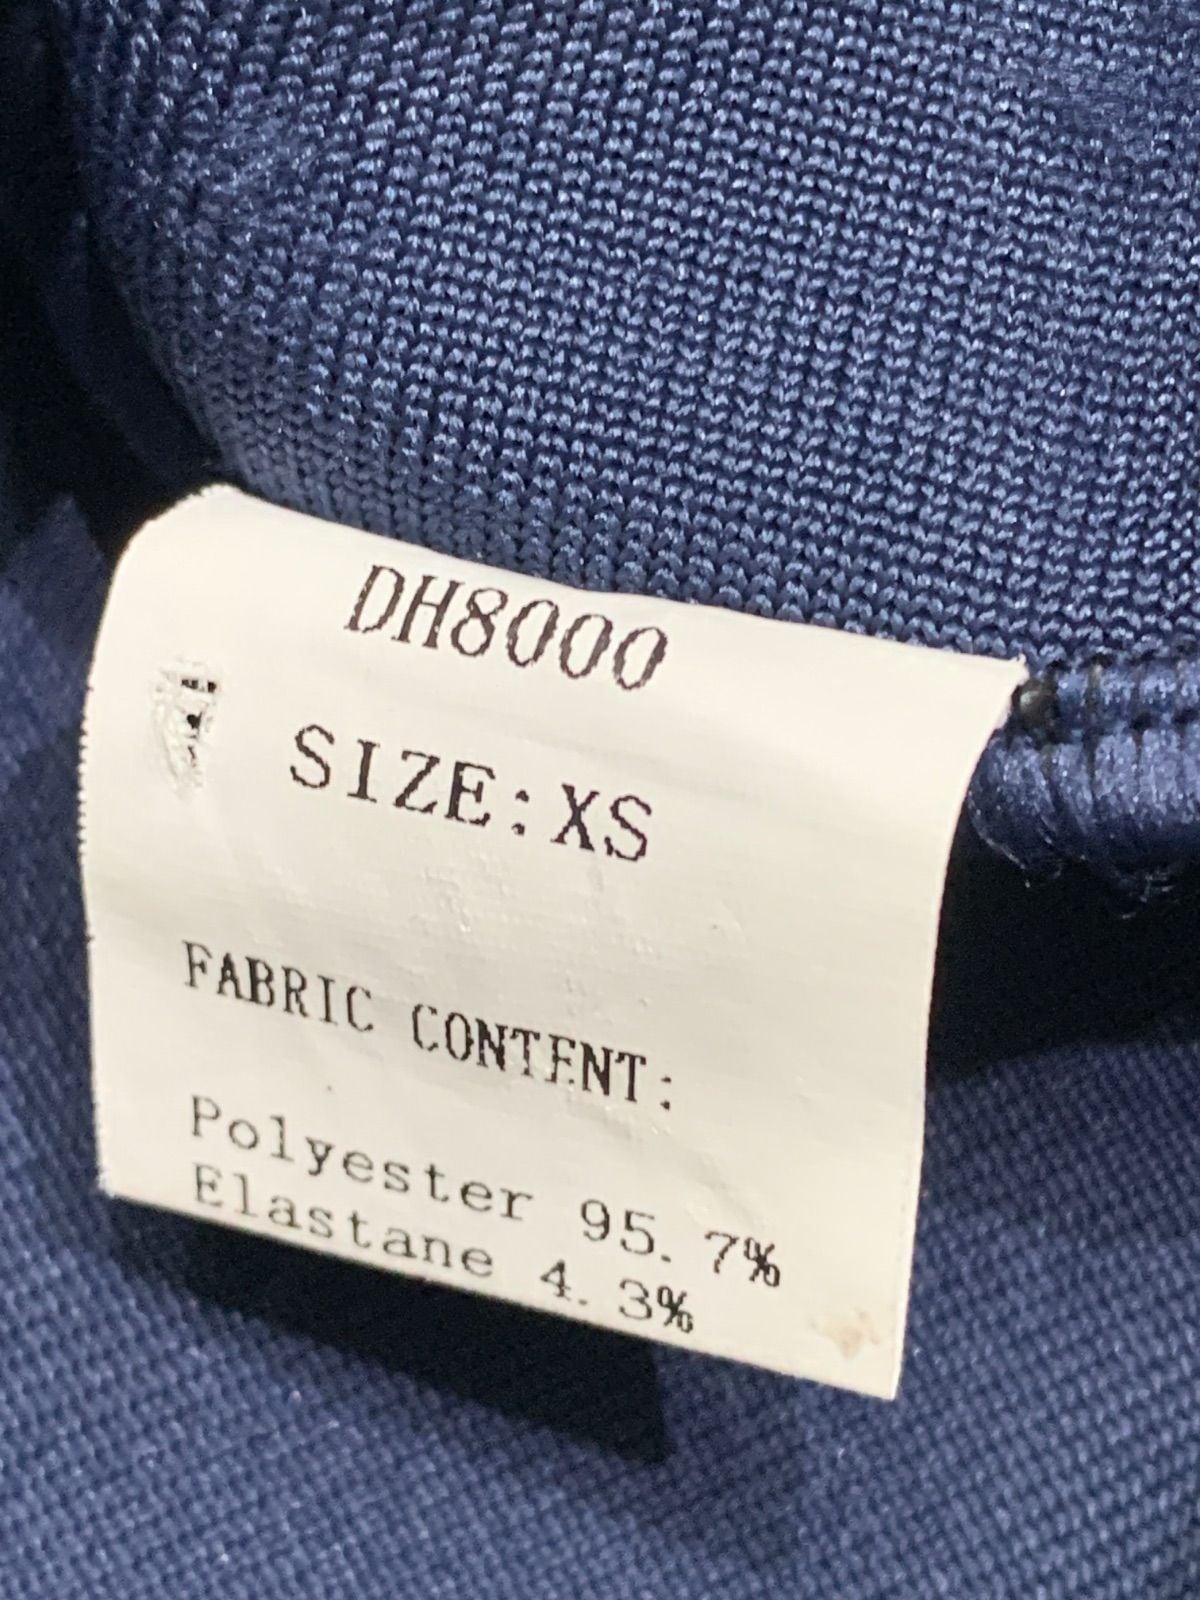 DH8000
SIZE:XS
FABRIC CONTENT:
Polyester 95.7%
Elastane 4.3%